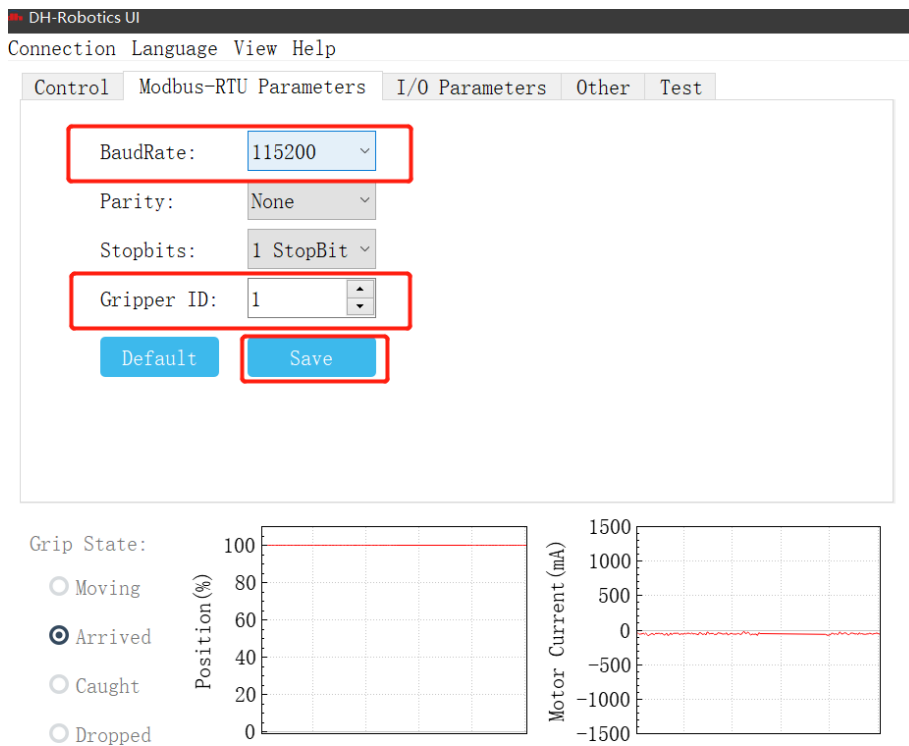 DH-Robotics UI
Connection Language View Help
Control Modbus-RTU Parameters I/O Parameters Other Test
BaudRate: 115200
Parity: None
Stopbits: 1 StopBit
Gripper ID: 1
Default Save
Grip State:
Moving
Arrived
Caught
Dropped
Position(%)
100
80
60
40
20
0
Motor Current(mA)
1500
1000
500
0
-500
-1000
-1500